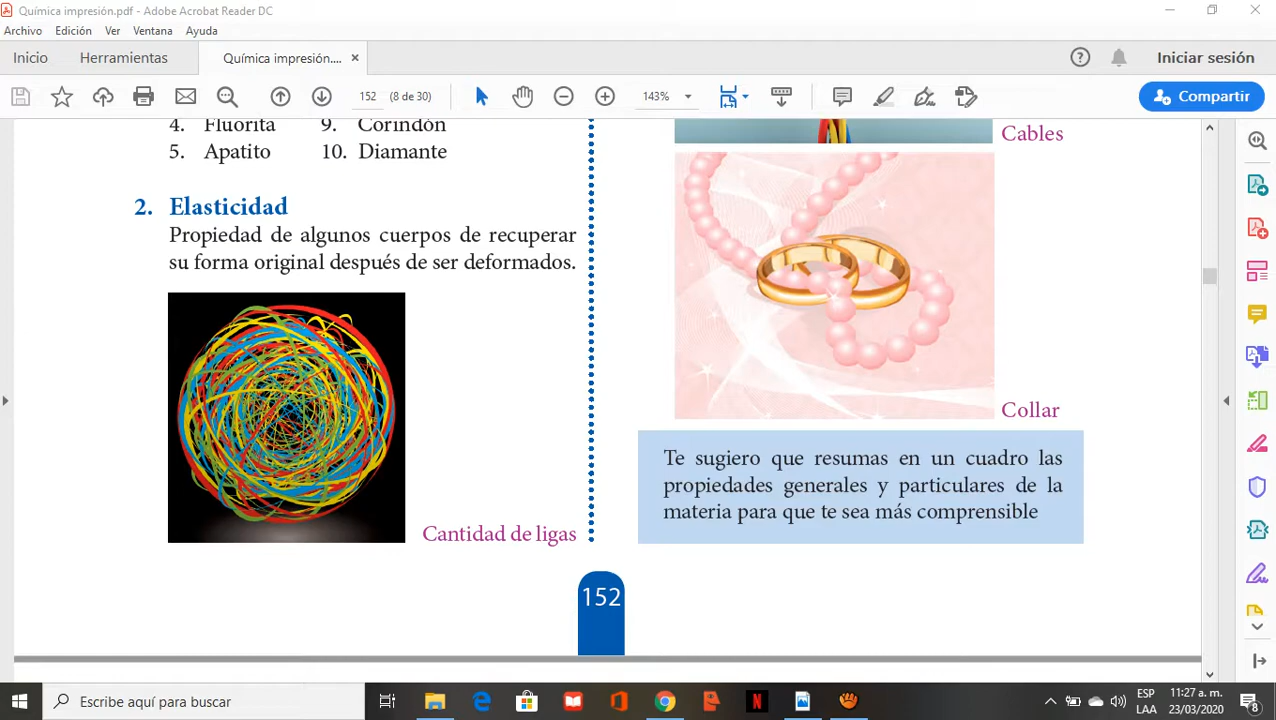 Química impresión.pdf - Adobe Acrobat Reader DC
Archivo Edición Ver Ventana Ayuda
Inicio Herramientas Química impresión.... × Iniciar sesión
152 (8 de 30) 143% Compartir
4. Fluorita 9. Corindón
5. Apatito 10. Diamante
2. Elasticidad
Propiedad de algunos cuerpos de recuperar
su forma original después de ser deformados.
Cantidad de ligas
Cables
Collar
Te sugiero que resumas en un cuadro las
propiedades generales y particulares de la
materia para que te sea más comprensible
152
Escribe aquí para buscar
ESP
LAA
11:27 a. m.
23/03/2020
8